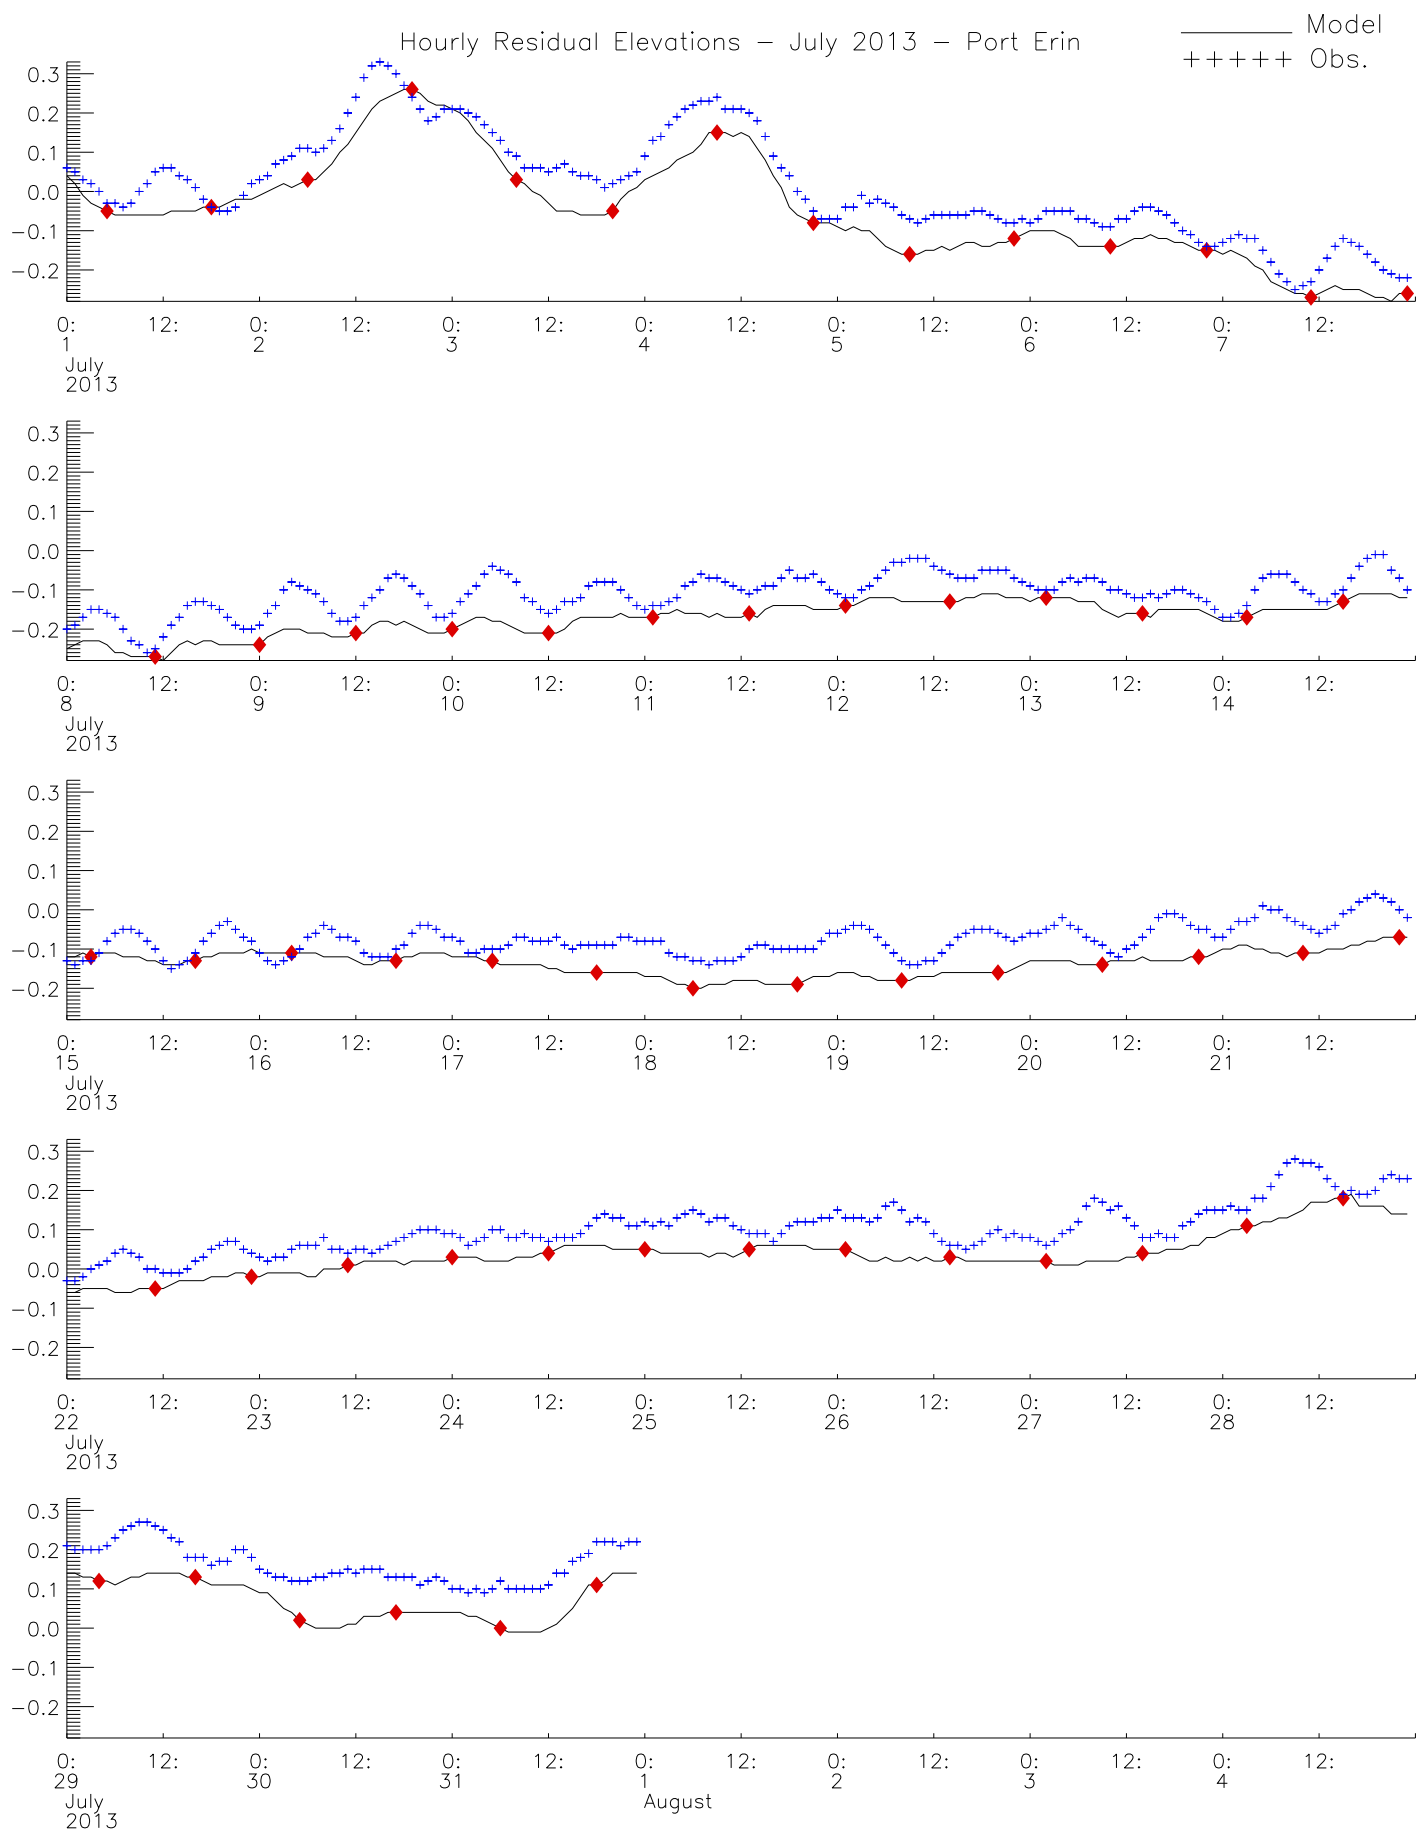 Hourly Residual Elevations − July 2013 − Port Erin
Model
+++++ Obs.
0.3
0.2
0.1
0.0
−0.1
−0.2
0: 12: 0: 12: 0: 12: 0: 12: 0: 12: 0: 12: 0: 12:
1 2 3 4 5 6 7
July
2013
0.3
0.2
0.1
0.0
−0.1
−0.2
0: 12: 0: 12: 0: 12: 0: 12: 0: 12: 0: 12: 0: 12:
8 9 10 11 12 13 14
July
2013
0.3
0.2
0.1
0.0
−0.1
−0.2
0: 12: 0: 12: 0: 12: 0: 12: 0: 12: 0: 12: 0: 12:
15 16 17 18 19 20 21
July
2013
0.3
0.2
0.1
0.0
−0.1
−0.2
0: 12: 0: 12: 0: 12: 0: 12: 0: 12: 0: 12: 0: 12:
22 23 24 25 26 27 28
July
2013
0.3
0.2
0.1
0.0
−0.1
−0.2
0: 12: 0: 12: 0: 12: 0: 12: 0: 12: 0: 12: 0: 12:
29 30 31 1 2 3 4
July August
2013